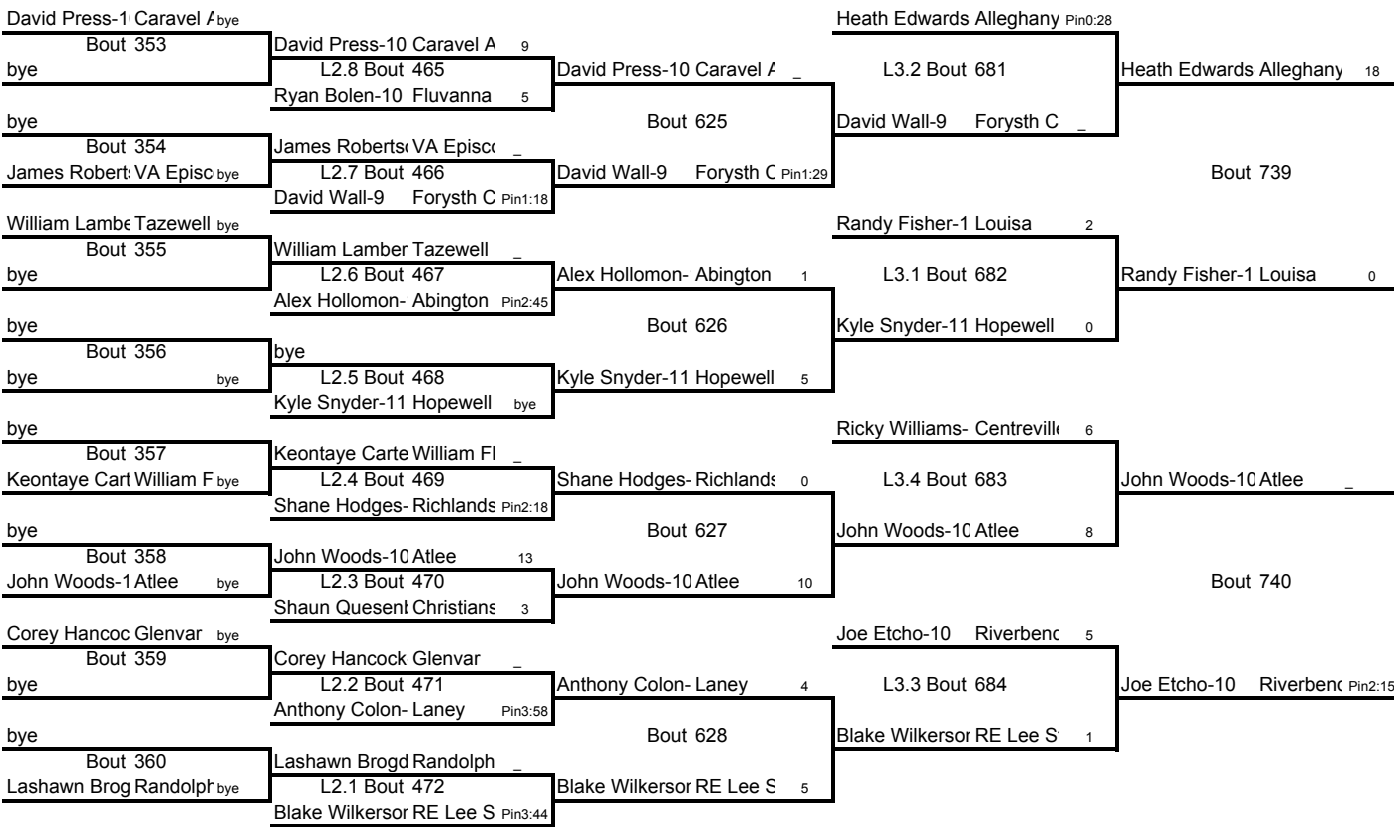 David Press-1 Caravel A bye
Heath Edwards Alleghany Pin0:28
Bout 353
David Press-10 Caravel A 9
bye
L2.8 Bout 465
David Press-10 Caravel A _
L3.2 Bout 681
Heath Edwards Alleghany 18
Ryan Bolen-10 Fluvanna 5
bye
Bout 625
David Wall-9 Forysth C _
Bout 354
James Robertso VA Episco _
James Robert VA Episc bye
L2.7 Bout 466
David Wall-9 Forysth C Pin1:29
Bout 739
David Wall-9 Forysth C Pin1:18
William Lambe Tazewell bye
Randy Fisher-1 Louisa 2
Bout 355
William Lamber Tazewell _
bye
L2.6 Bout 467
Alex Hollomon- Abington 1
L3.1 Bout 682
Randy Fisher-1 Louisa 0
Alex Hollomon- Abington Pin2:45
bye
Bout 626
Kyle Snyder-11 Hopewell 0
Bout 356
bye
bye bye
L2.5 Bout 468
Kyle Snyder-11 Hopewell 5
Kyle Snyder-11 Hopewell bye
bye
Ricky Williams- Centreville 6
Bout 357
Keontaye Carte William Fl _
Keontaye Cart William F bye
L2.4 Bout 469
Shane Hodges- Richlands 0
L3.4 Bout 683
John Woods-10 Atlee _
Shane Hodges- Richlands Pin2:18
bye
Bout 627
John Woods-10 Atlee 8
Bout 358
John Woods-10 Atlee 13
John Woods-1 Atlee bye
L2.3 Bout 470
John Woods-10 Atlee 10
Bout 740
Shaun Quesenb Christians 3
Corey Hancoc Glenvar bye
Joe Etcho-10 Riverbend 5
Bout 359
Corey Hancock Glenvar _
bye
L2.2 Bout 471
Anthony Colon- Laney 4
L3.3 Bout 684
Joe Etcho-10 Riverbend Pin2:15
Anthony Colon- Laney Pin3:58
bye
Bout 628
Blake Wilkerson RE Lee S 1
Bout 360
Lashawn Brogd Randolph _
Lashawn Brog Randolph bye
L2.1 Bout 472
Blake Wilkerson RE Lee S 5
Blake Wilkerson RE Lee S Pin3:44